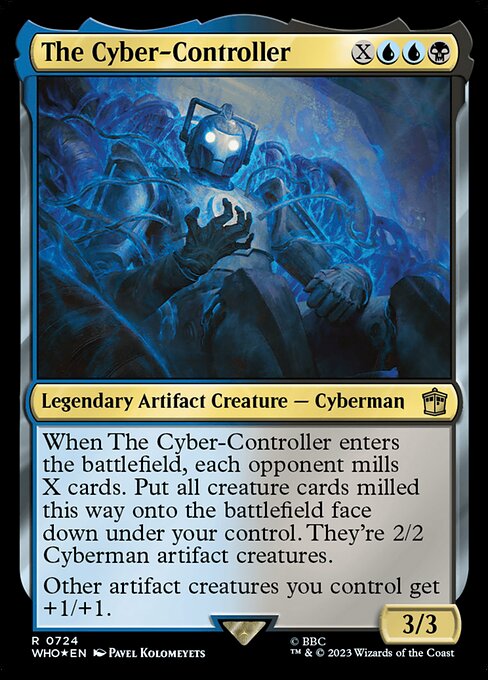 The Cyber-Controller X
Legendary Artifact Creature — Cyberman
When The Cyber-Controller enters
the battlefield, each opponent mills
X cards. Put all creature cards milled
this way onto the battlefield face
down under your control. They're 2/2
Cyberman artifact creatures.
Other artifact creatures you control get
+1/+1.
3/3
R 0724
WHO★EN PAVEL KOLOMEYETS
© BBC
™ & © 2023 Wizards of the Coast